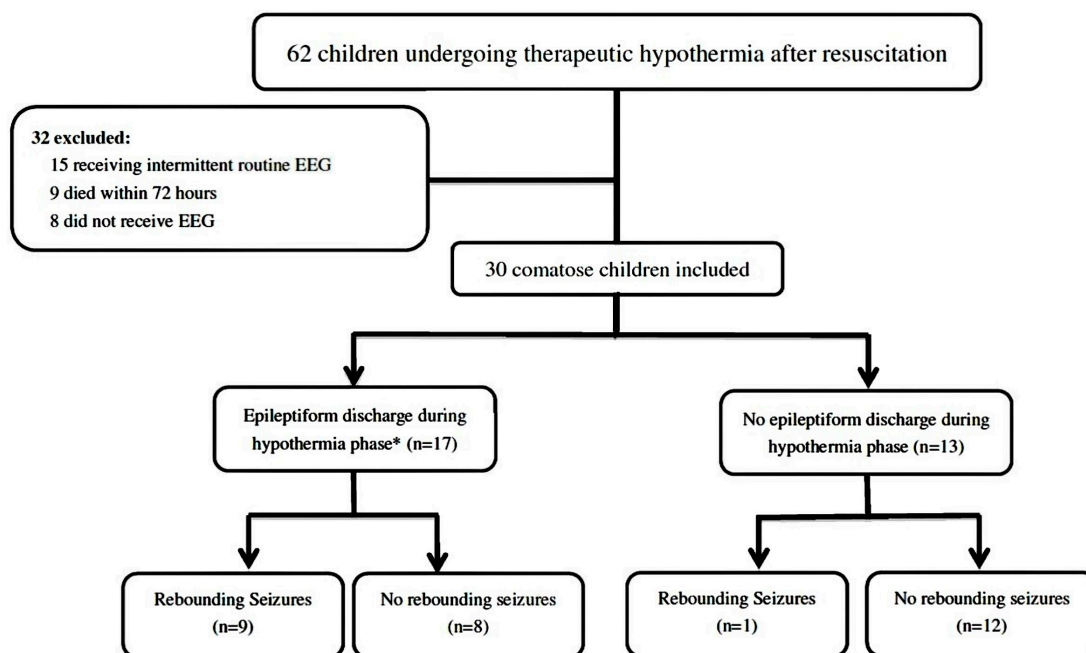 62 children undergoing therapeutic hypothermia after resuscitation
32 excluded:
15 receiving intermittent routine EEG
9 died within 72 hours
8 did not receive EEG
30 comatose children included
Epileptiform discharge during
hypothermia phase* (n=17)
No epileptiform discharge during
hypothermia phase (n=13)
Rebounding Seizures
(n=9)
No rebounding seizures
(n=8)
Rebounding Seizures
(n=1)
No rebounding seizures
(n=12)